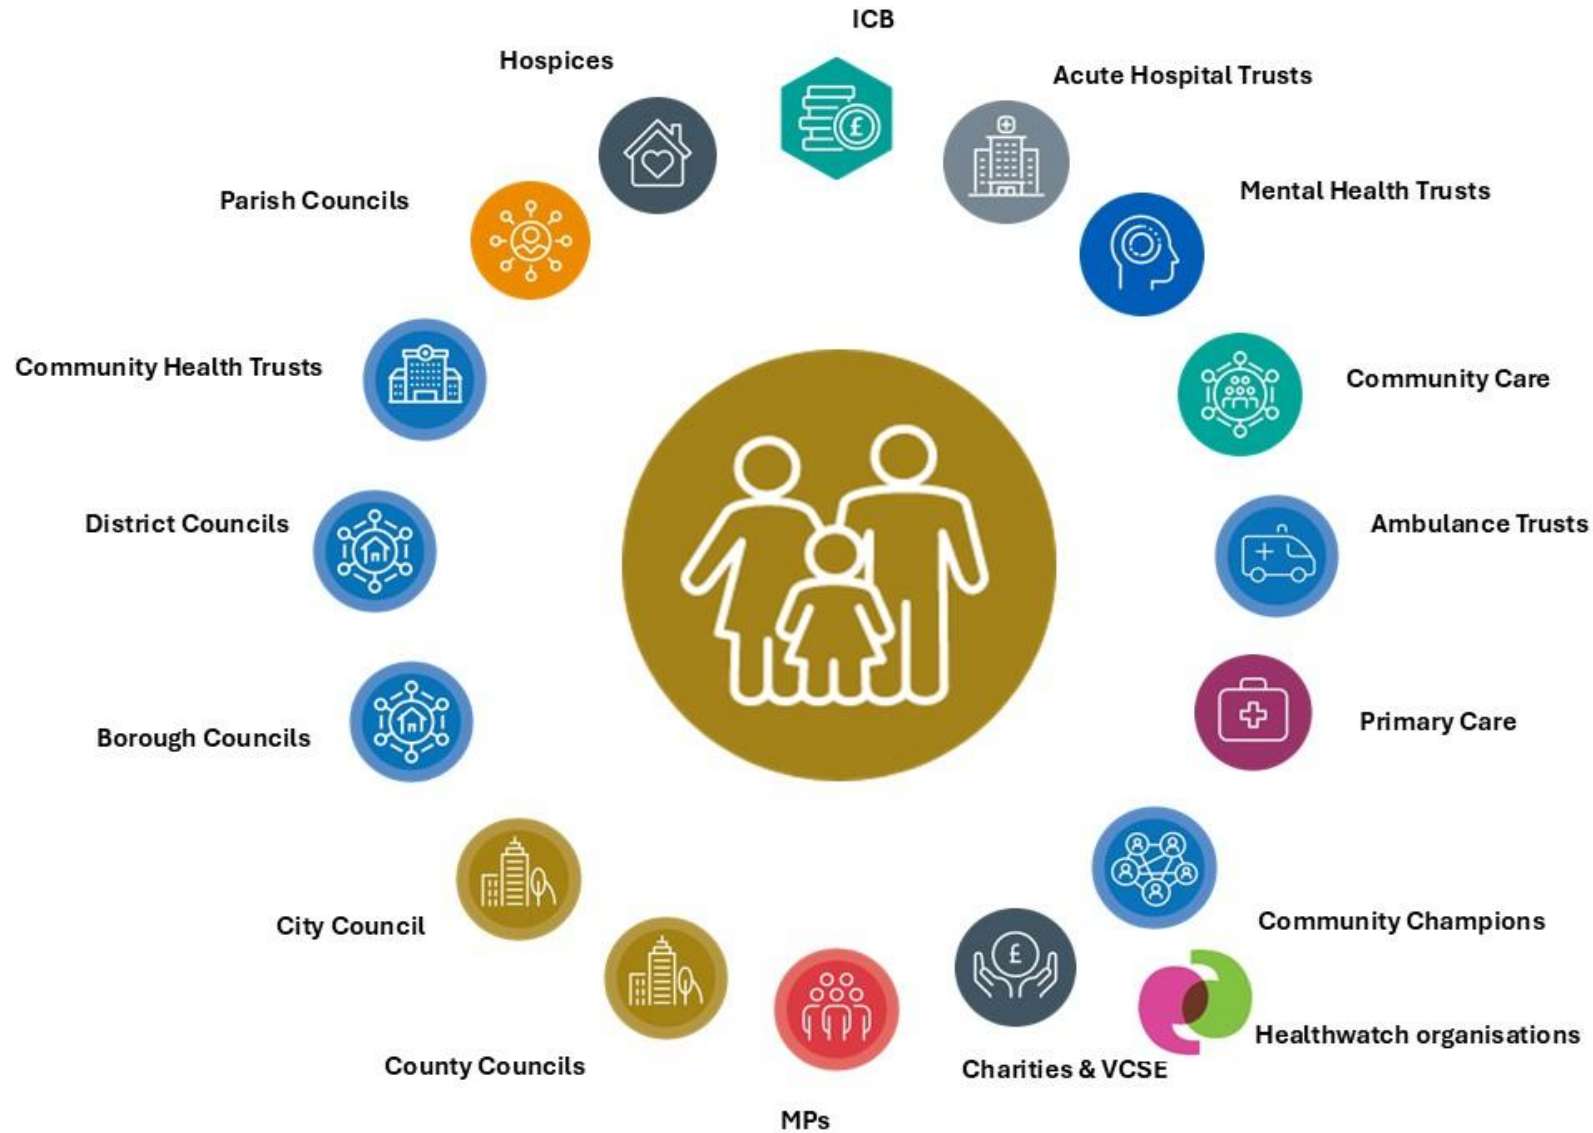 ICB
Hospices
Acute Hospital Trusts
Parish Councils
Mental Health Trusts
Community Health Trusts
Community Care
District Councils
Ambulance Trusts
Borough Councils
Primary Care
City Council
Community Champions
County Councils
Charities & VCSE
Healthwatch organisations
MPs
£
£